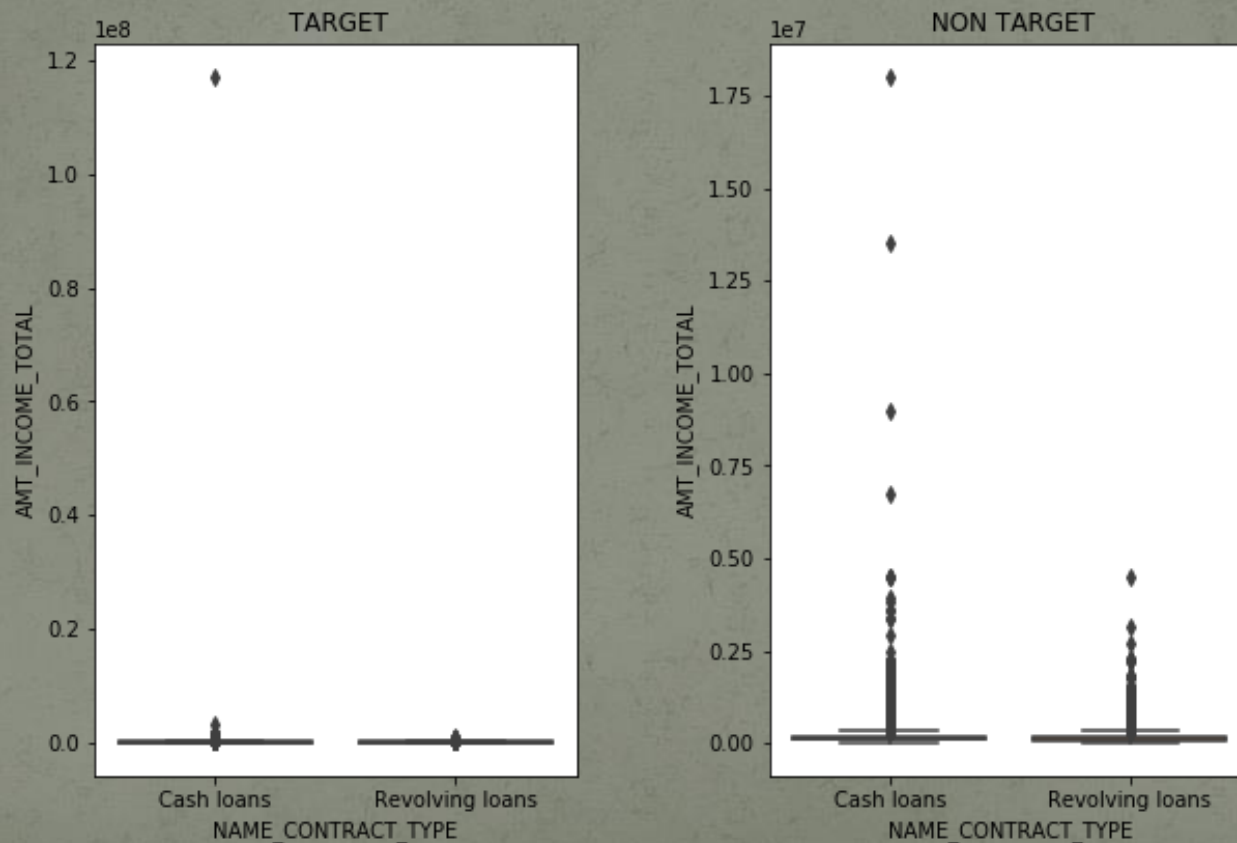 TARGET
1e8
1.2
1.0
0.8
0.6
0.4
0.2
0.0
AMT_INCOME_TOTAL
Cash loans
Revolving loans
NAME_CONTRACT_TYPE
NON TARGET
1e7
1.75
1.50
1.25
1.00
0.75
0.50
0.25
0.00
AMT_INCOME_TOTAL
Cash loans
Revolving loans
NAME_CONTRACT_TYPE